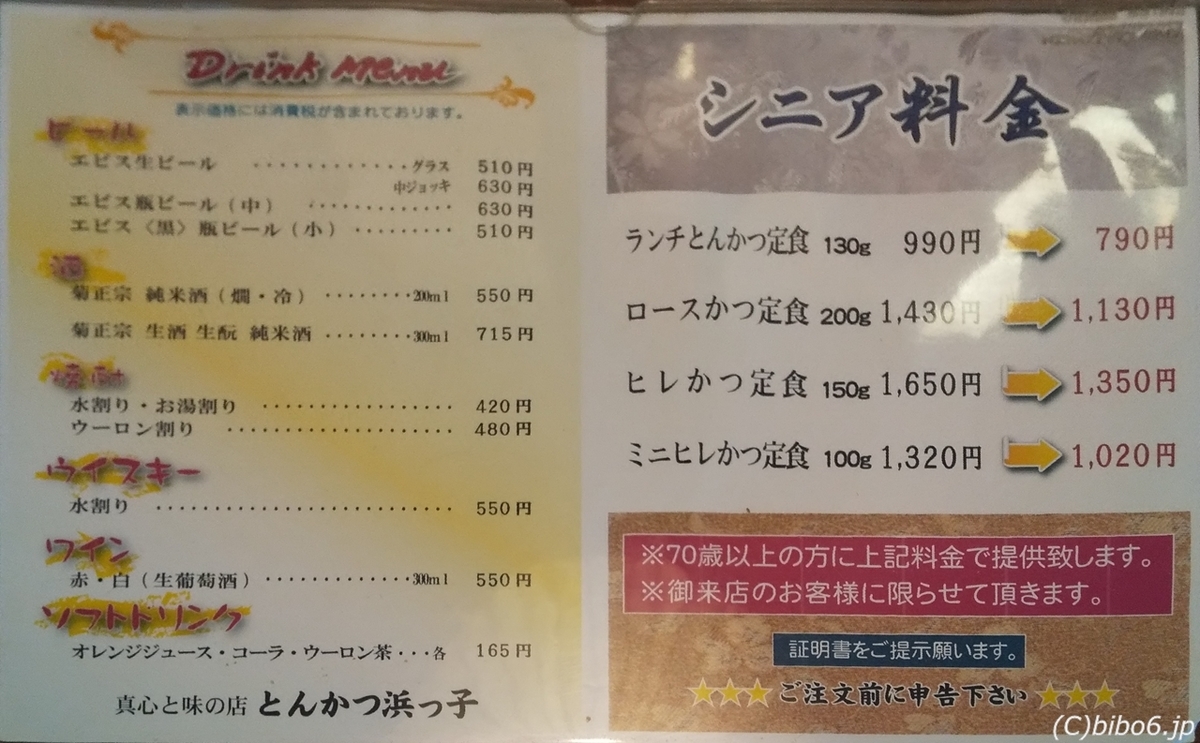 Drink Menu
表示価格には消費税が含まれております。
ビール
エビス生ビール ・・・・・・・・・・・・・グラス 510円
中ジョッキ 630円
エビス瓶ビール(中) ・・・・・・・・・・・・・ 630円
エビス〈黒〉瓶ビール(小) ・・・・・・・・・ 510円
酒
菊正宗 純米酒(燗・冷) ・・・・・・・・200ml 550円
菊正宗 生酒 生酛 純米酒 ・・・・・・・・300ml 715円
焼酎
水割り・お湯割り ・・・・・・・・・・・・・・・・・ 420円
ウーロン割り ・・・・・・・・・・・・・・・・・・・・ 480円
ウイスキー
水割り ・・・・・・・・・・・・・・・・・・・・・・・・・・ 550円
ワイン
赤・白(生葡萄酒) ・・・・・・・・・・・・・300ml 550円
ソフトドリンク
オレンジジュース・コーラ・ウーロン茶・・・各 165円
真心と味の店 とんかつ浜っ子
シニア料金
ランチとんかつ定食 130g 990円 790円
ロースかつ定食 200g 1,430円 1,130円
ヒレかつ定食 150g 1,650円 1,350円
ミニヒレかつ定食 100g 1,320円 1,020円
※70歳以上の方に上記料金で提供致します。
※御来店のお客様に限らせて頂きます。
証明書をご提示願います。
★★★ご注文前に申告下さい★★★
(C)bibo6.jp